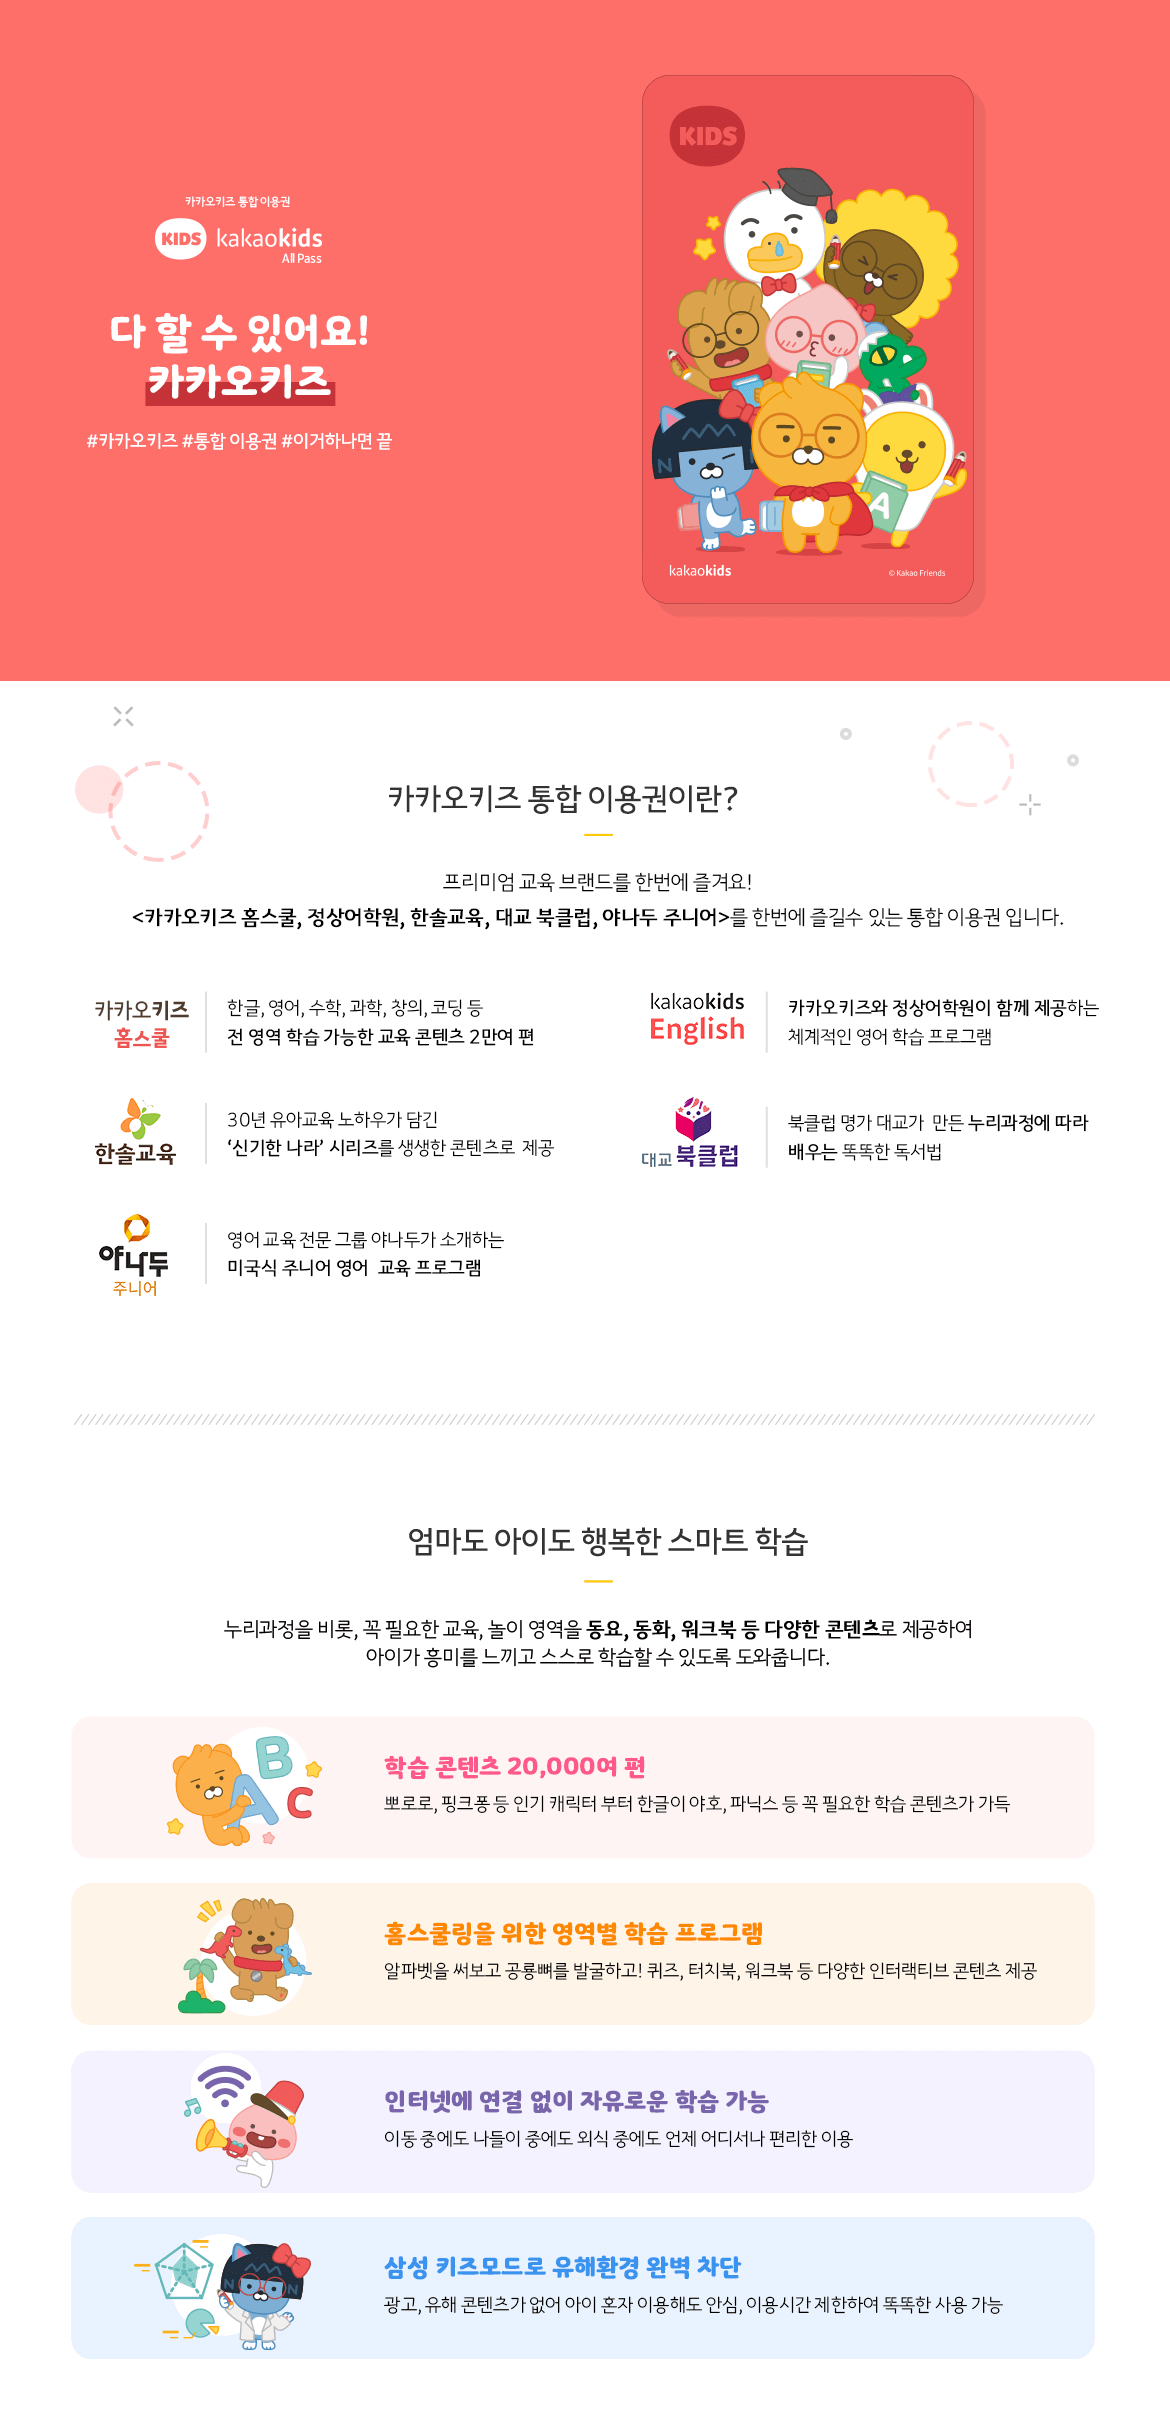 카카오키즈 통합 이용권
KIDS kakaokids
All Pass
다 할 수 있어요!
카카오키즈
#카카오키즈 #통합 이용권 #이거하나면 끝
KIDS
N N
A
kakaokids
© Kakao Friends
카카오키즈 통합 이용권이란?
프리미엄 교육 브랜드를 한번에 즐겨요!
<카카오키즈 홈스쿨, 정상어학원, 한솔교육, 대교 북클럽, 야나두 주니어>를 한번에 즐길수 있는 통합 이용권 입니다.
카카오키즈
홈스쿨
한글, 영어, 수학, 과학, 창의, 코딩 등
전 영역 학습 가능한 교육 콘텐츠 2만여 편
kakaokids
English
카카오키즈와 정상어학원이 함께 제공하는
체계적인 영어 학습 프로그램
한솔교육
30년 유아교육 노하우가 담긴
‘신기한 나라’ 시리즈를 생생한 콘텐츠로 제공
대교 북클럽
북클럽 명가 대교가 만든 누리과정에 따라
배우는 똑똑한 독서법
야나두
주니어
영어 교육 전문 그룹 야나두가 소개하는
미국식 주니어 영어 교육 프로그램
엄마도 아이도 행복한 스마트 학습
누리과정을 비롯, 꼭 필요한 교육, 놀이 영역을 동요, 동화, 워크북 등 다양한 콘텐츠로 제공하여
아이가 흥미를 느끼고 스스로 학습할 수 있도록 도와줍니다.
A B C
학습 콘텐츠 20,000여 편
뽀로로, 핑크퐁 등 인기 캐릭터 부터 한글이 야호, 파닉스 등 꼭 필요한 학습 콘텐츠가 가득
홈스쿨링을 위한 영역별 학습 프로그램
알파벳을 써보고 공룡뼈를 발굴하고! 퀴즈, 터치북, 워크북 등 다양한 인터랙티브 콘텐츠 제공
인터넷에 연결 없이 자유로운 학습 가능
이동 중에도 나들이 중에도 외식 중에도 언제 어디서나 편리한 이용
N N
삼성 키즈모드로 유해환경 완벽 차단
광고, 유해 콘텐츠가 없어 아이 혼자 이용해도 안심, 이용시간 제한하여 똑똑한 사용 가능